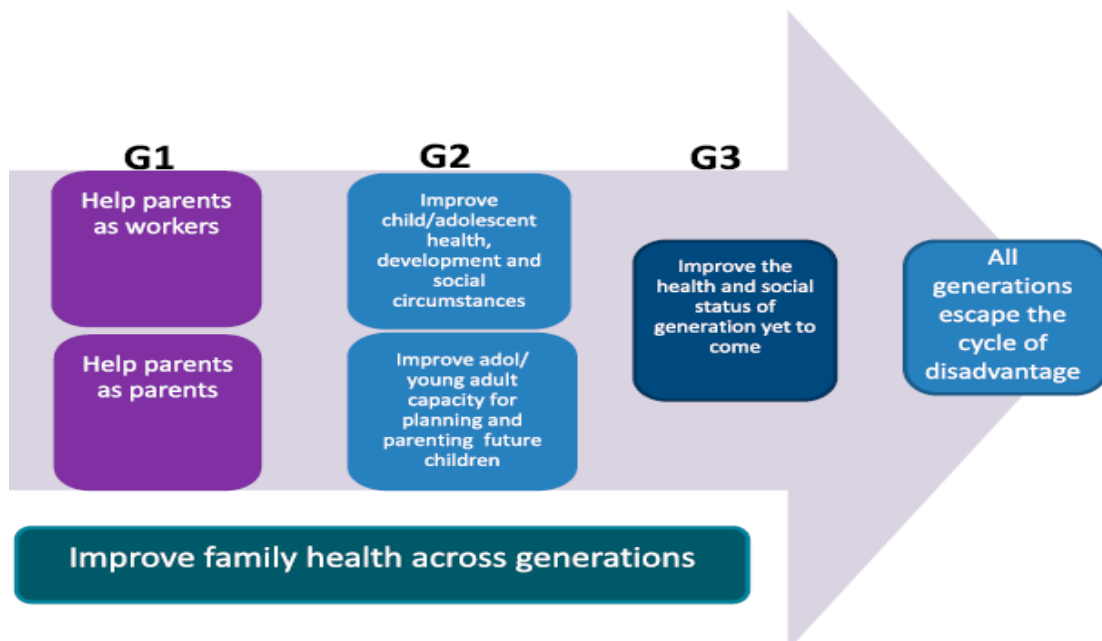 G1
Help parents
as workers
Help parents
as parents
G2
Improve
child/adolescent
health,
development and
social
circumstances
Improve adol/
young adult
capacity for
planning and
parenting future
children
G3
Improve the
health and social
status of
generation yet to
come
All
generations
escape the
cycle of
disadvantage
Improve family health across generations